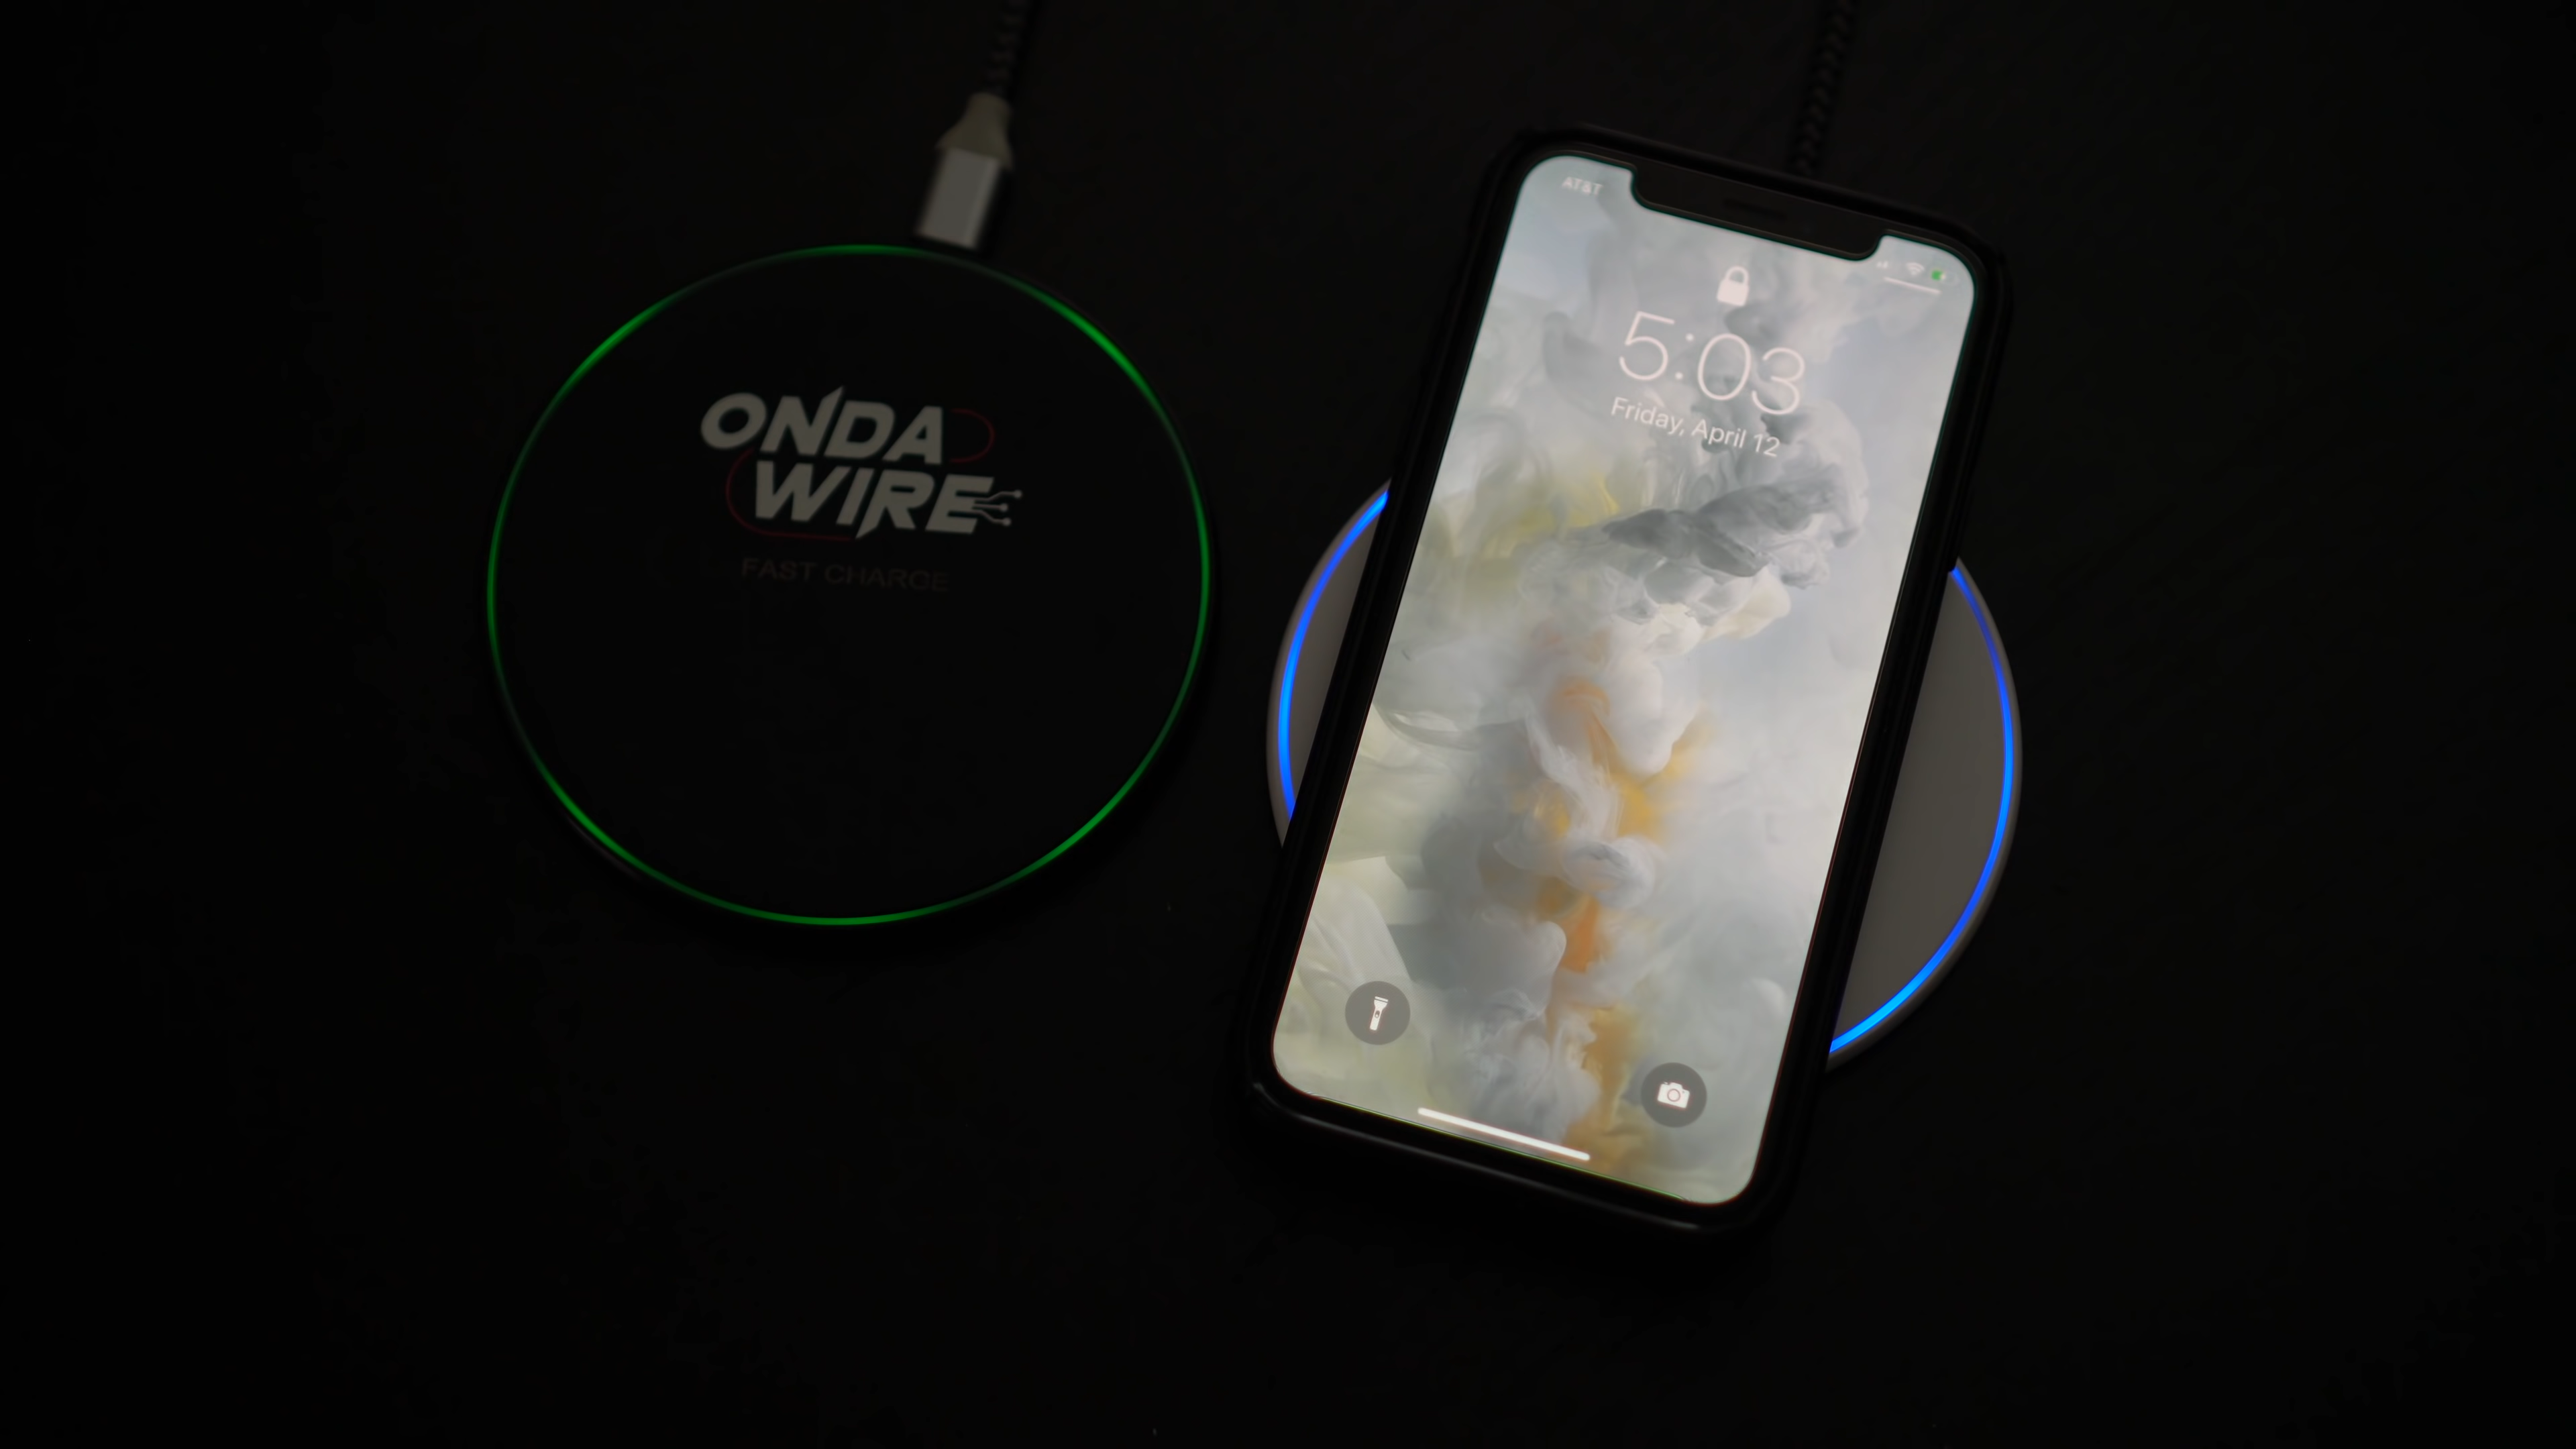 ONDA
WIRE
FAST CHARGE
AT&T
5:03
Friday, April 12